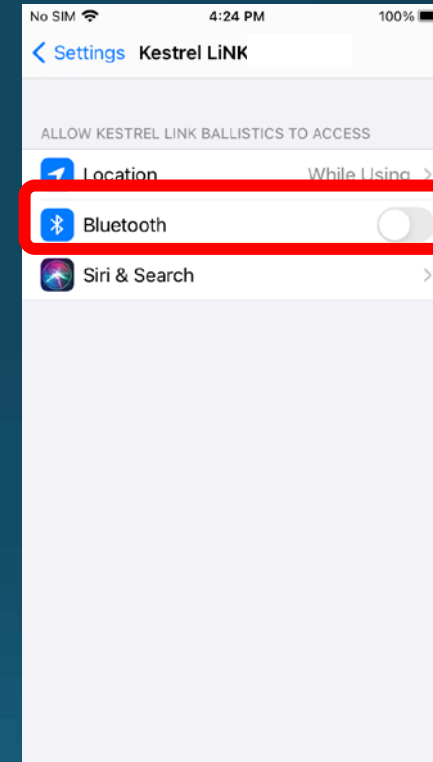 No SIM 4:24 PM 100%
Settings Kestrel LiNK
ALLOW KESTREL LINK BALLISTICS TO ACCESS
Location While Using
Bluetooth
Siri & Search